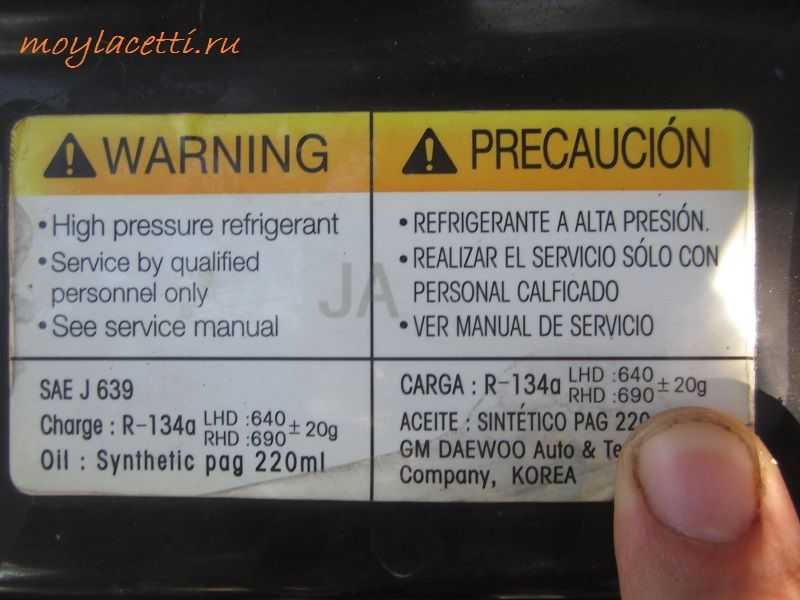 moylacetti.ru
WARNING
• High pressure refrigerant
• Service by qualified
personnel only
• See service manual
JA
SAE J 639
Charge : R-134a LHD :640 ± 20g
RHD :690
Oil : Synthetic pag 220ml
PRECAUCIÓN
• REFRIGERANTE A ALTA PRESIÓN.
• REALIZAR EL SERVICIO SÓLO CON
PERSONAL CALFICADO
• VER MANUAL DE SERVICIO
CARGA : R-134a LHD :640 ± 20g
RHD :690
ACEITE : SINTÉTICO PAG 220
GM DAEWOO Auto &
Company, KOREA